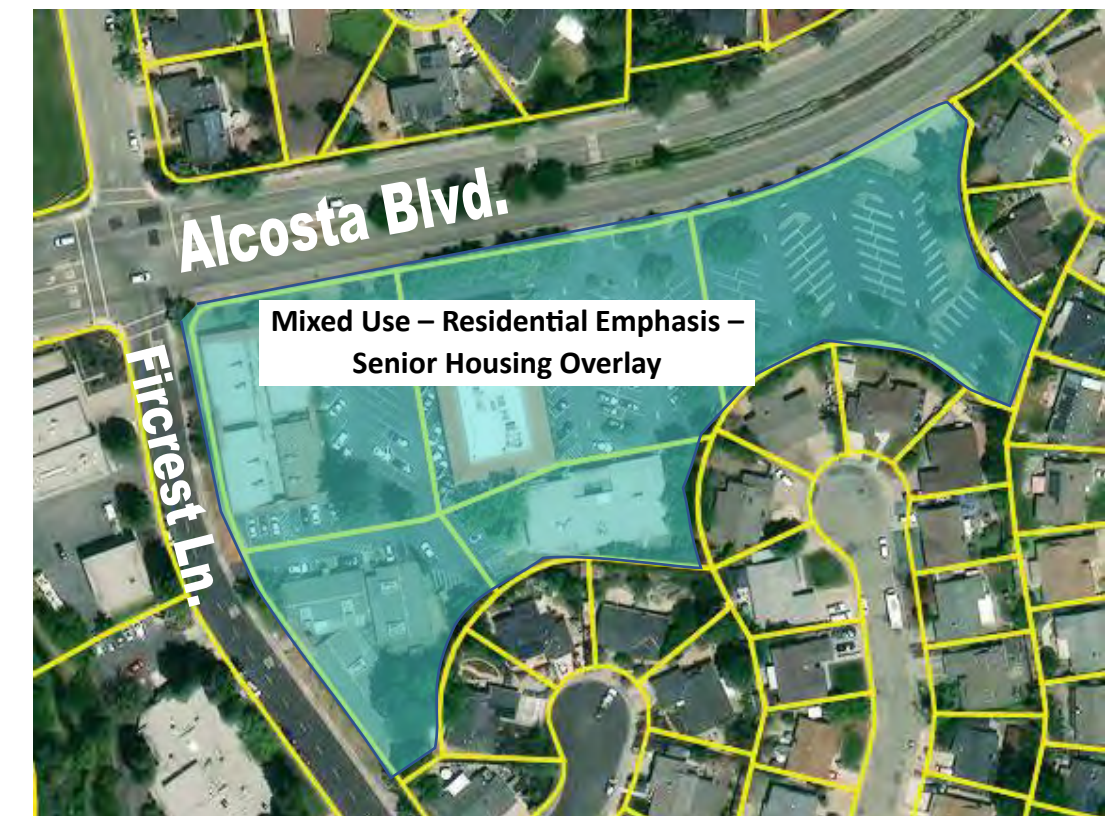 Alcosta Blvd.
Mixed Use – Residential Emphasis –
Senior Housing Overlay
Fircrest Ln.